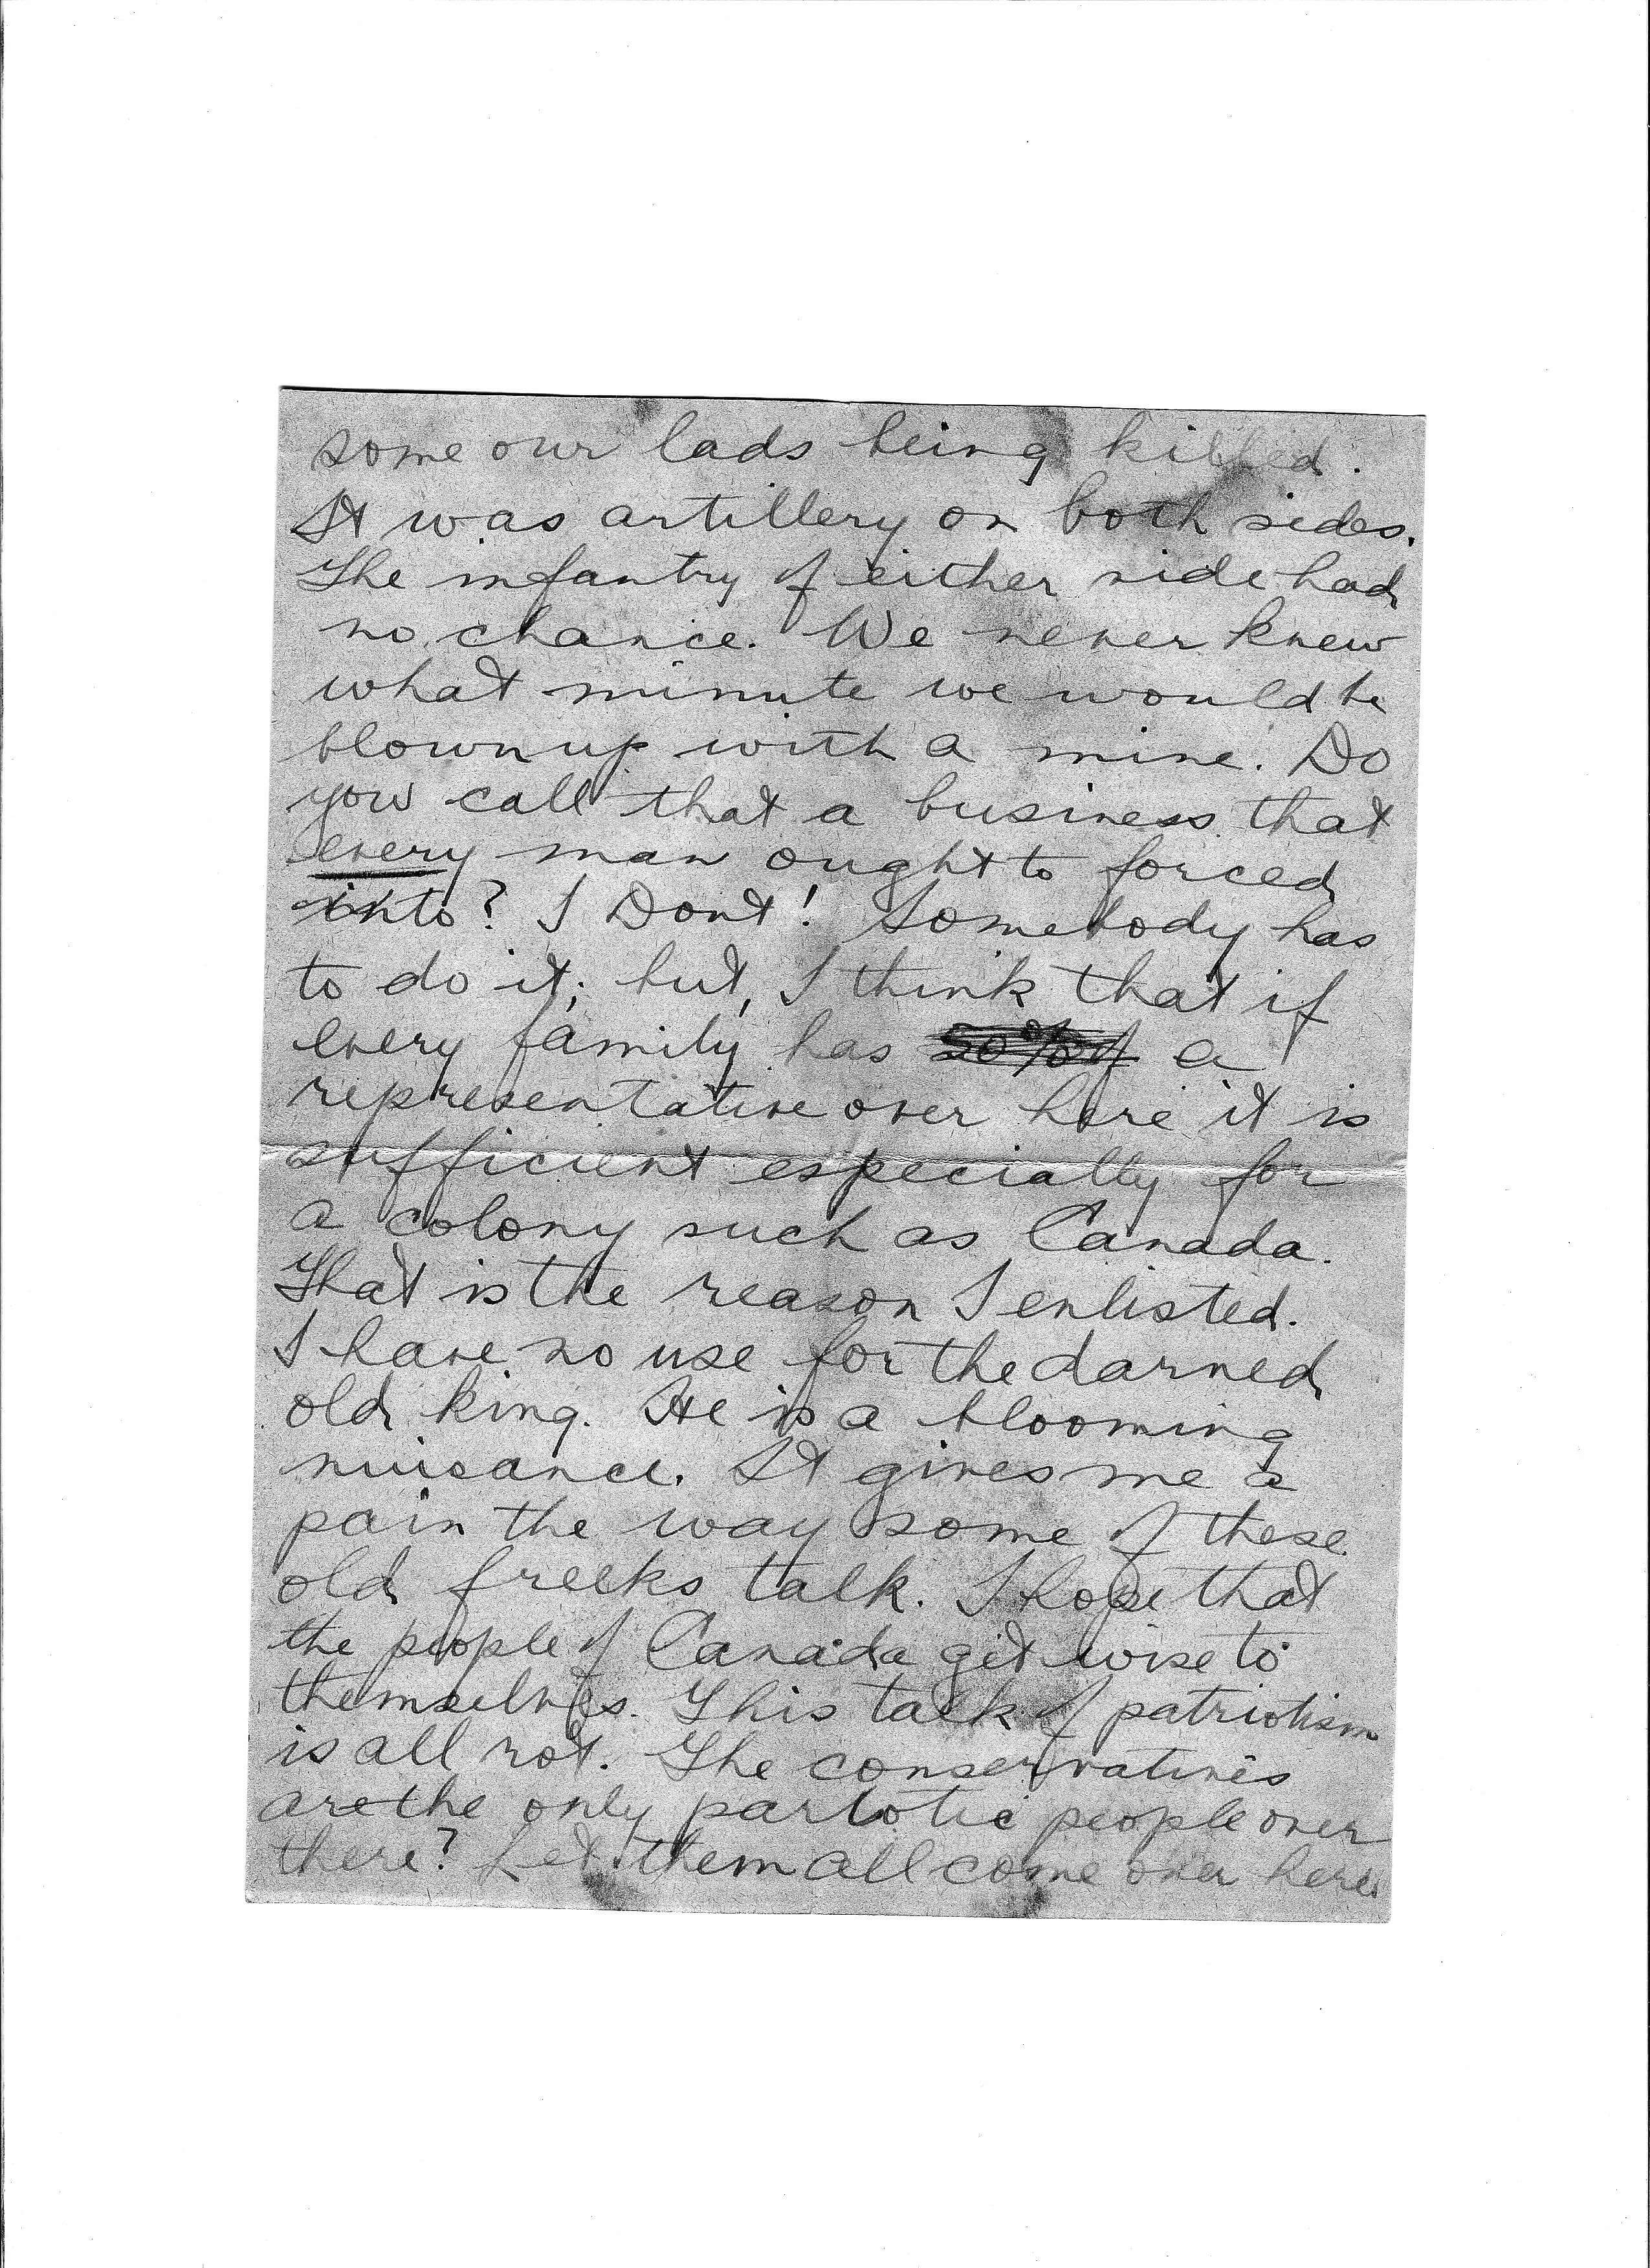 some our lads being killed.
It was artillery on both sides.
The infantry of either side had
no chance. We never knew
what minute we would be
blown up with a mine. Do
you call that a business that
every man ought to forced
into? I Dont! Somebody has
to do it; but, I think that if
every family has 50% of a
representative over here it is
sufficient especially for
a colony such as Canada.
That is the reason I enlisted.
I have no use for the darned
old king. He is a blooming
nuisance. It gives me a
pain the way some of these
old freeks talk. I hope that
the people of Canada get wise to
themselves. This talk of patriotism
is all rot. The conservatives
are the only partotic people over
there? Let them all come over here.